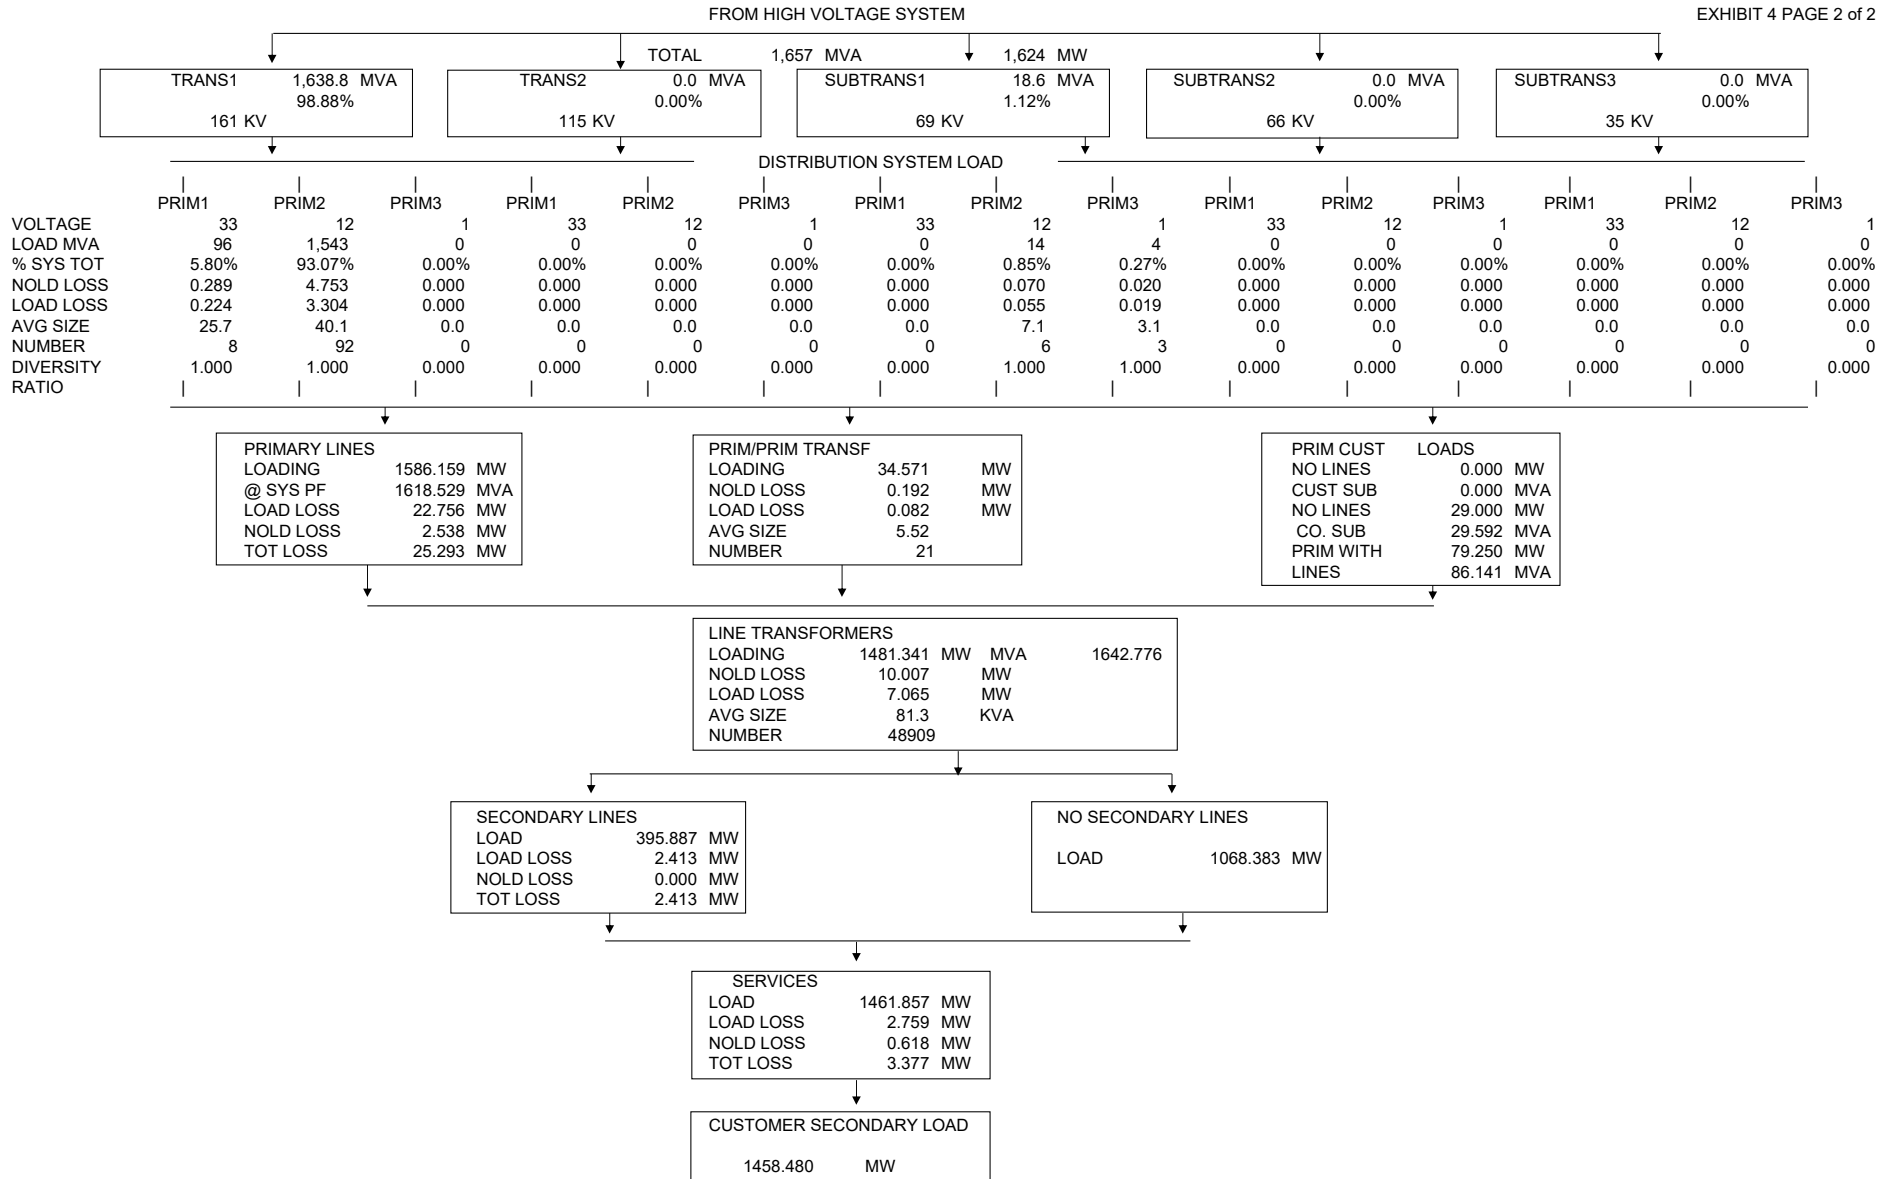 FROM HIGH VOLTAGE SYSTEM EXHIBIT 4 PAGE 2 of 2
TOTAL 1,657 MVA 1,624 MW
TRANS1 1,638.8 MVA TRANS2 0.0 MVA SUBTRANS1 18.6 MVA SUBTRANS2 0.0 MVA SUBTRANS3 0.0 MVA
98.88% 0.00% 1.12% 0.00% 0.00%
161 KV 115 KV 69 KV 66 KV 35 KV
DISTRIBUTION SYSTEM LOAD
PRIM1 PRIM2 PRIM3 PRIM1 PRIM2 PRIM3 PRIM1 PRIM2 PRIM3 PRIM1 PRIM2 PRIM3 PRIM1 PRIM2 PRIM3
VOLTAGE 33 12 1 33 12 1 33 12 1 33 12 1 33 12 1
LOAD MVA 96 1,543 0 0 0 0 0 14 4 0 0 0 0 0 0
% SYS TOT 5.80% 93.07% 0.00% 0.00% 0.00% 0.00% 0.00% 0.85% 0.27% 0.00% 0.00% 0.00% 0.00% 0.00% 0.00%
NOLD LOSS 0.289 4.753 0.000 0.000 0.000 0.000 0.000 0.070 0.020 0.000 0.000 0.000 0.000 0.000 0.000
LOAD LOSS 0.224 3.304 0.000 0.000 0.000 0.000 0.000 0.055 0.019 0.000 0.000 0.000 0.000 0.000 0.000
AVG SIZE 25.7 40.1 0.0 0.0 0.0 0.0 0.0 7.1 3.1 0.0 0.0 0.0 0.0 0.0 0.0
NUMBER 8 92 0 0 0 0 0 6 3 0 0 0 0 0 0
DIVERSITY 1.000 1.000 0.000 0.000 0.000 0.000 0.000 1.000 1.000 0.000 0.000 0.000 0.000 0.000 0.000
RATIO
PRIMARY LINES
LOADING 1586.159 MW
@ SYS PF 1618.529 MVA
LOAD LOSS 22.756 MW
NOLD LOSS 2.538 MW
TOT LOSS 25.293 MW
PRIM/PRIM TRANSF
LOADING 34.571 MW
NOLD LOSS 0.192 MW
LOAD LOSS 0.082 MW
AVG SIZE 5.52
NUMBER 21
PRIM CUST LOADS
NO LINES 0.000 MW
CUST SUB 0.000 MVA
NO LINES 29.000 MW
CO. SUB 29.592 MVA
PRIM WITH 79.250 MW
LINES 86.141 MVA
LINE TRANSFORMERS
LOADING 1481.341 MW MVA 1642.776
NOLD LOSS 10.007 MW
LOAD LOSS 7.065 MW
AVG SIZE 81.3 KVA
NUMBER 48909
SECONDARY LINES
LOAD 395.887 MW
LOAD LOSS 2.413 MW
NOLD LOSS 0.000 MW
TOT LOSS 2.413 MW
NO SECONDARY LINES
LOAD 1068.383 MW
SERVICES
LOAD 1461.857 MW
LOAD LOSS 2.759 MW
NOLD LOSS 0.618 MW
TOT LOSS 3.377 MW
CUSTOMER SECONDARY LOAD
1458.480 MW